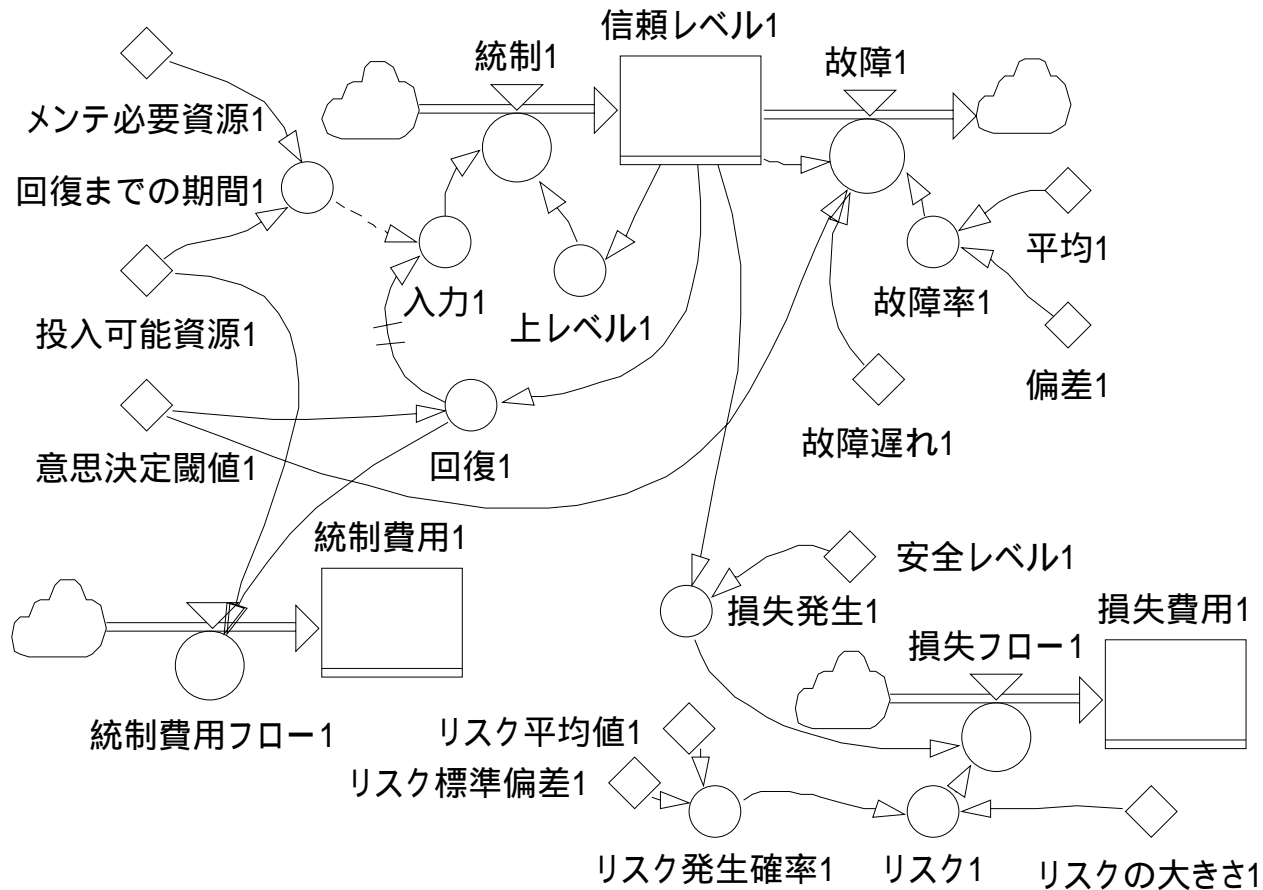 信頼レベル1
統制1
故障1
メンテ必要資源1
回復までの期間1
平均1
入力1
故障率1
上レベル1
投入可能資源1
偏差1
故障遅れ1
意思決定閾値1
回復1
統制費用1
安全レベル1
損失発生1
損失費用1
損失フロー1
統制費用フロー1
リスク平均値1
リスク標準偏差1
リスク発生確率1
リスク1
リスクの大きさ1